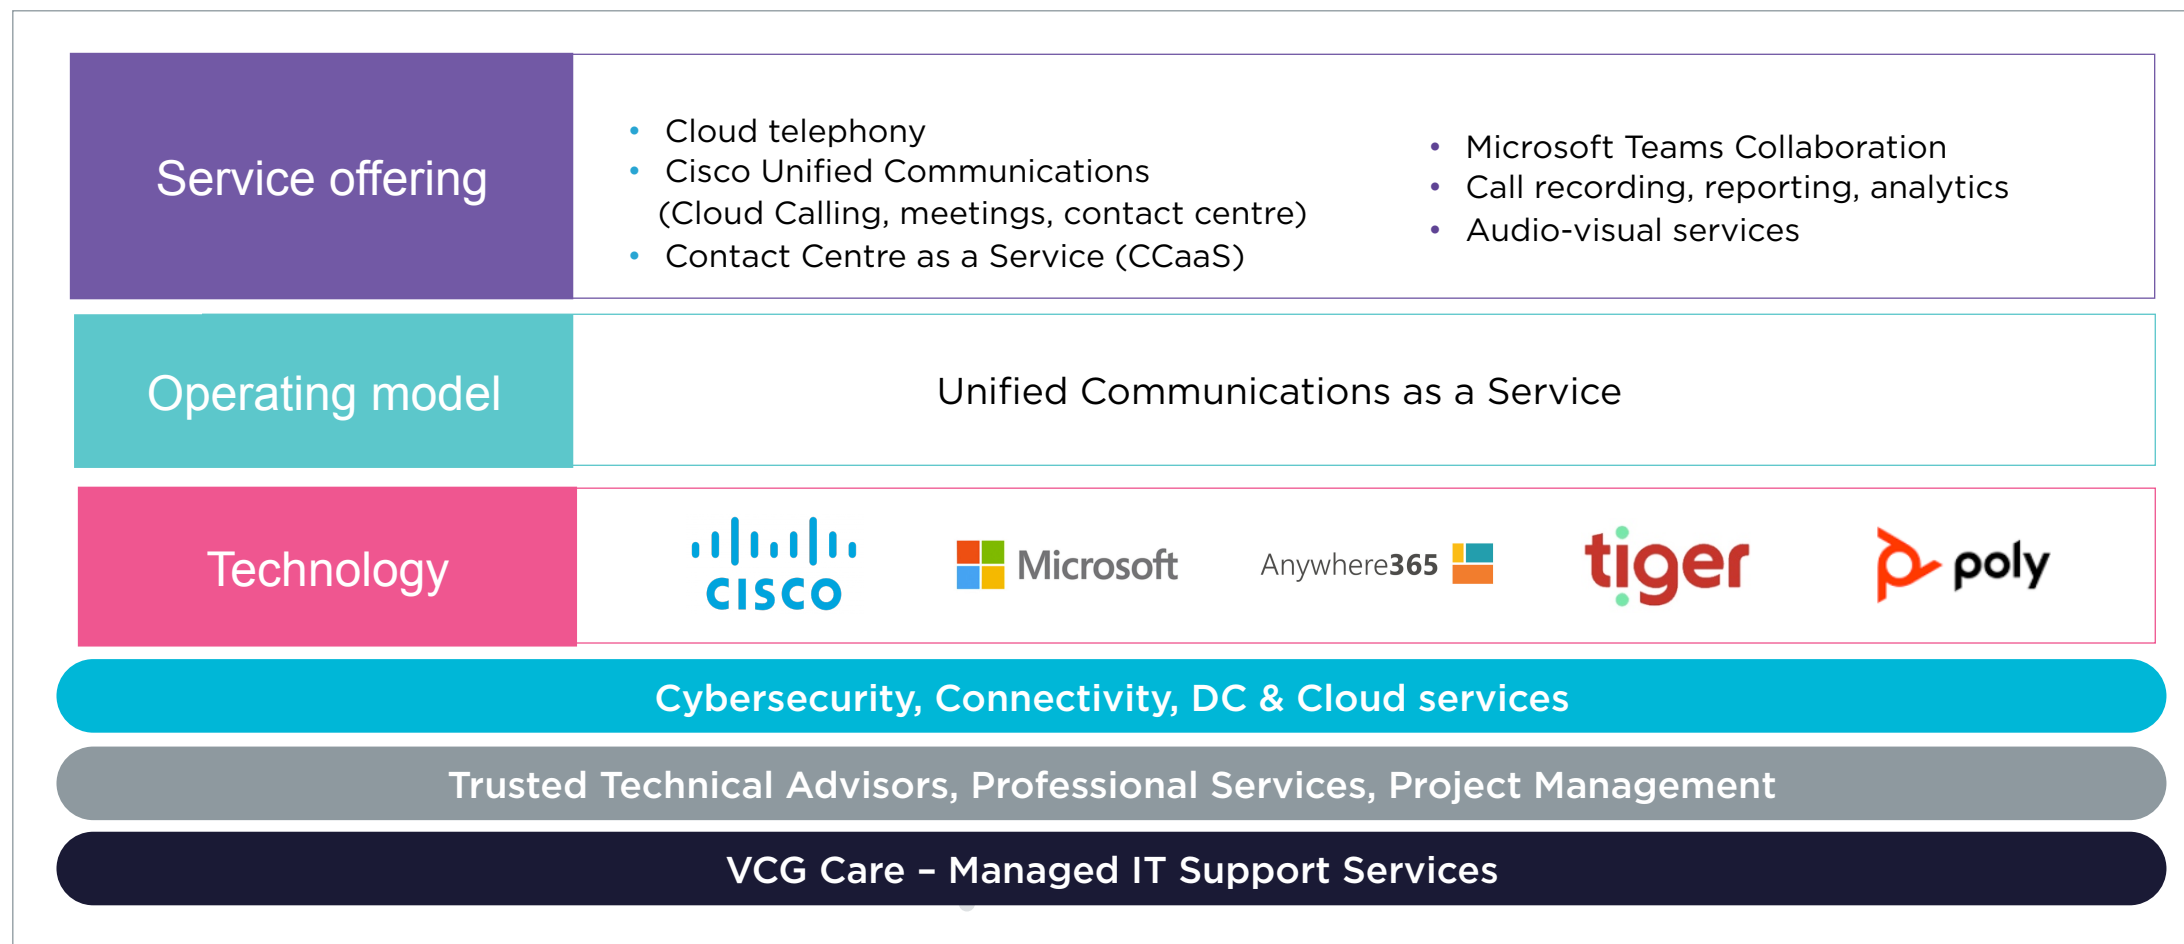 Service offering
• Cloud telephony
• Cisco Unified Communications
(Cloud Calling, meetings, contact centre)
• Contact Centre as a Service (CCaaS)
• Microsoft Teams Collaboration
• Call recording, reporting, analytics
• Audio-visual services
Operating model
Unified Communications as a Service
Technology
CISCO
Microsoft
Anywhere365
tiger
poly
Cybersecurity, Connectivity, DC & Cloud services
Trusted Technical Advisors, Professional Services, Project Management
VCG Care – Managed IT Support Services